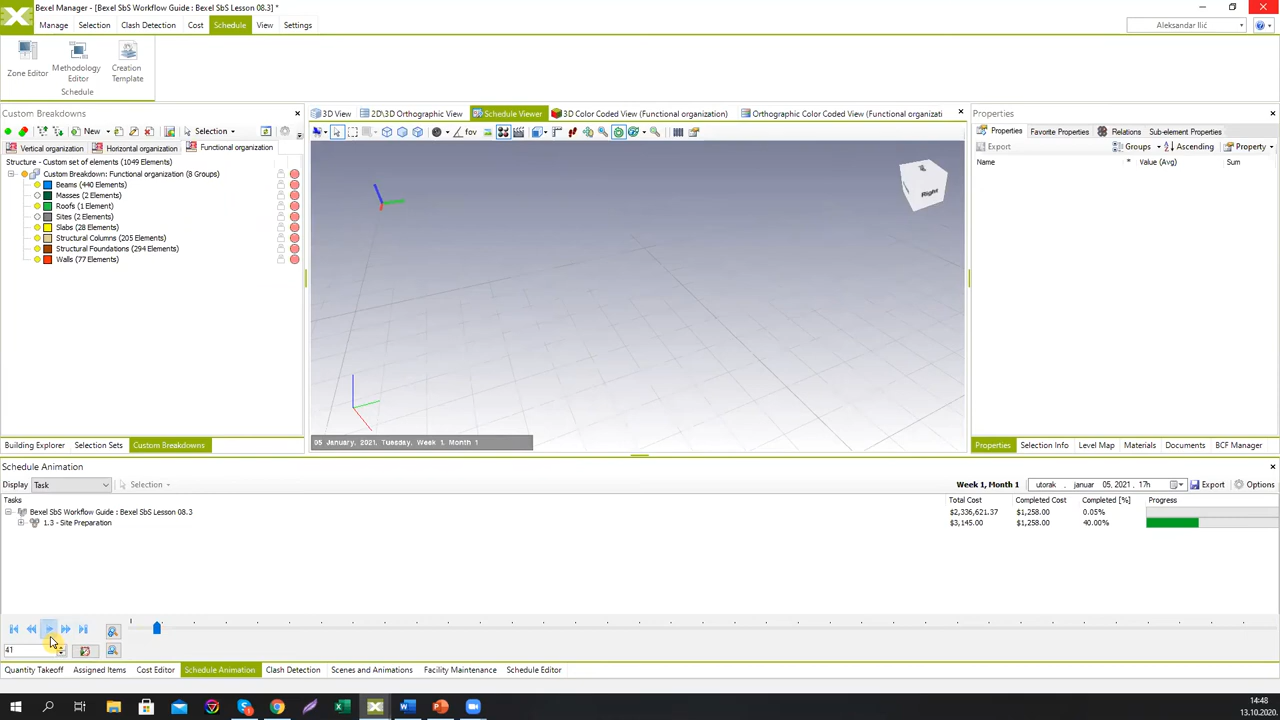 Bexel Manager - [Bexel SbS Workflow Guide : Bexel SbS Lesson 08.3] *
Manage Selection Clash Detection Cost Schedule View Settings
Aleksandar Ilić
Zone Editor Methodology Editor Creation Template
Schedule
Custom Breakdowns
3D View 2D\3D Orthographic View Schedule Viewer 3D Color Coded View (Functional organization) Orthographic Color Coded View (Functional organizati
Properties
New Selection
fov
Properties Favorite Properties Relations Sub-element Properties
Vertical organization Horizontal organization Functional organization
Export Groups Ascending Property
Structure - Custom set of elements (1049 Elements)
Name * Value (Avg) Sum
Custom Breakdown: Functional organization (8 Groups)
Beams (440 Elements)
Masses (2 Elements)
Roofs (1 Element)
Sites (2 Elements)
Slabs (28 Elements)
Structural Columns (205 Elements)
Structural Foundations (294 Elements)
Walls (77 Elements)
Right
05 January, 2021, Tuesday, Week 1, Month 1
Building Explorer Selection Sets Custom Breakdowns
Properties Selection Info Level Map Materials Documents BCF Manager
Schedule Animation
Display Task Selection
Week 1, Month 1 utorak . januar 05, 2021 . 17h Export Options
Tasks Total Cost Completed Cost Completed [%] Progress
Bexel SbS Workflow Guide : Bexel SbS Lesson 08.3 $2,336,621.37 $1,258.00 0.05%
1.3 - Site Preparation $3,145.00 $1,258.00 40.00%
41
Quantity Takeoff Assigned Items Cost Editor Schedule Animation Clash Detection Scenes and Animations Facility Maintenance Schedule Editor
14:48
13.10.2020.